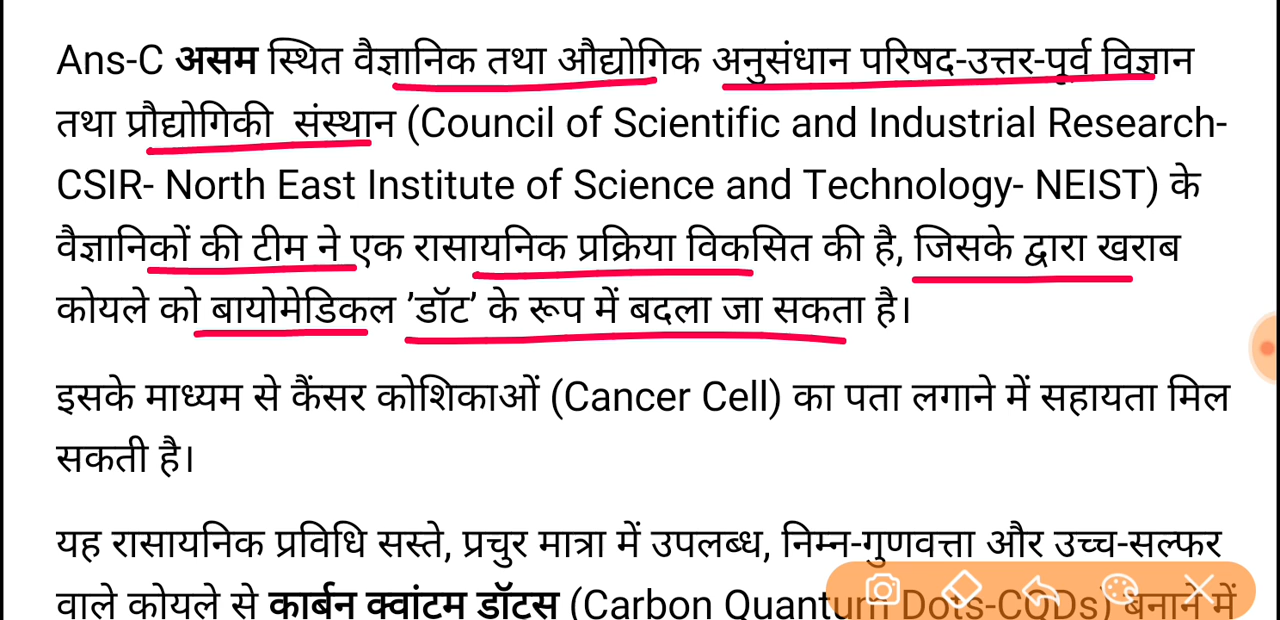 Ans-C असम स्थित वैज्ञानिक तथा औद्योगिक अनुसंधान परिषद-उत्तर-पूर्व विज्ञान
तथा प्रौद्योगिकी संस्थान (Council of Scientific and Industrial Research-
CSIR- North East Institute of Science and Technology- NEIST) के
वैज्ञानिकों की टीम ने एक रासायनिक प्रक्रिया विकसित की है, जिसके द्वारा खराब
कोयले को बायोमेडिकल ’डॉट’ के रूप में बदला जा सकता है।
इसके माध्यम से कैंसर कोशिकाओं (Cancer Cell) का पता लगाने में सहायता मिल
सकती है।
यह रासायनिक प्रविधि सस्ते, प्रचुर मात्रा में उपलब्ध, निम्न-गुणवत्ता और उच्च-सल्फर
वाले कोयले से कार्बन क्वांटम डॉटस (Carbon Quantum Dots-CQDs) बनाने में